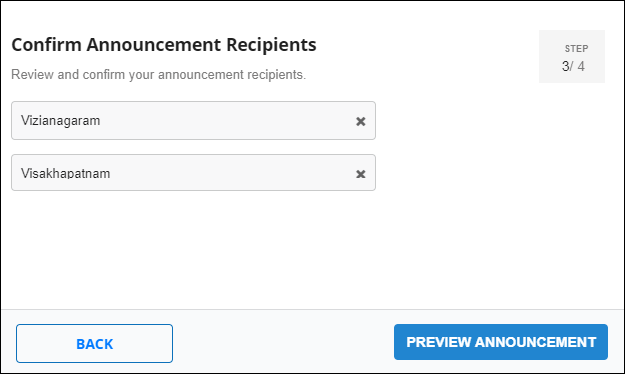 Confirm Announcement Recipients
STEP
Review and confirm your announcement recipients.
3/ 4
Vizianagaram ✖
Visakhapatnam ✖
BACK
PREVIEW ANNOUNCEMENT